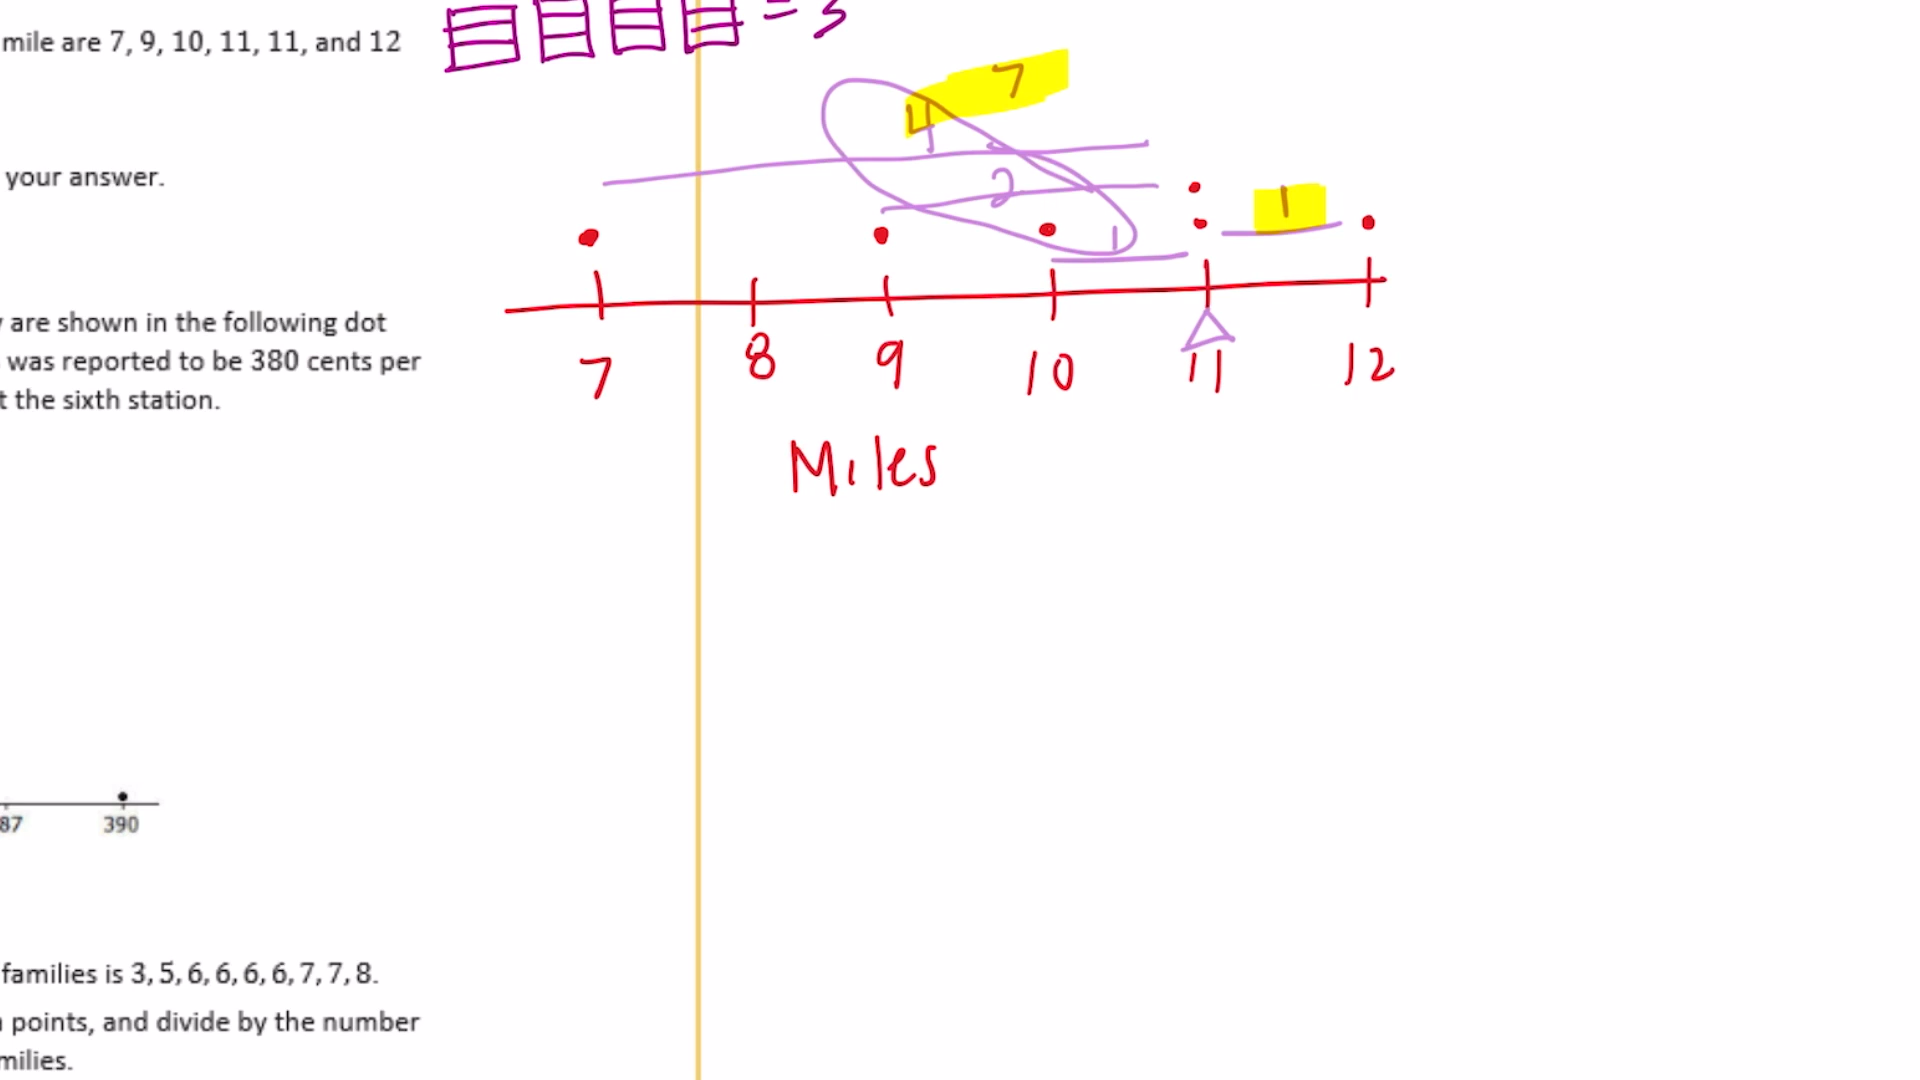 = 3
mile are 7, 9, 10, 11, 11, and 12
7
4
your answer.
2
1
1
are shown in the following dot
was reported to be 380 cents per
t the sixth station.
7 8 9 10 11 12
Miles
87 390
families is 3, 5, 6, 6, 6, 6, 7, 7, 8.
points, and divide by the number
milies.